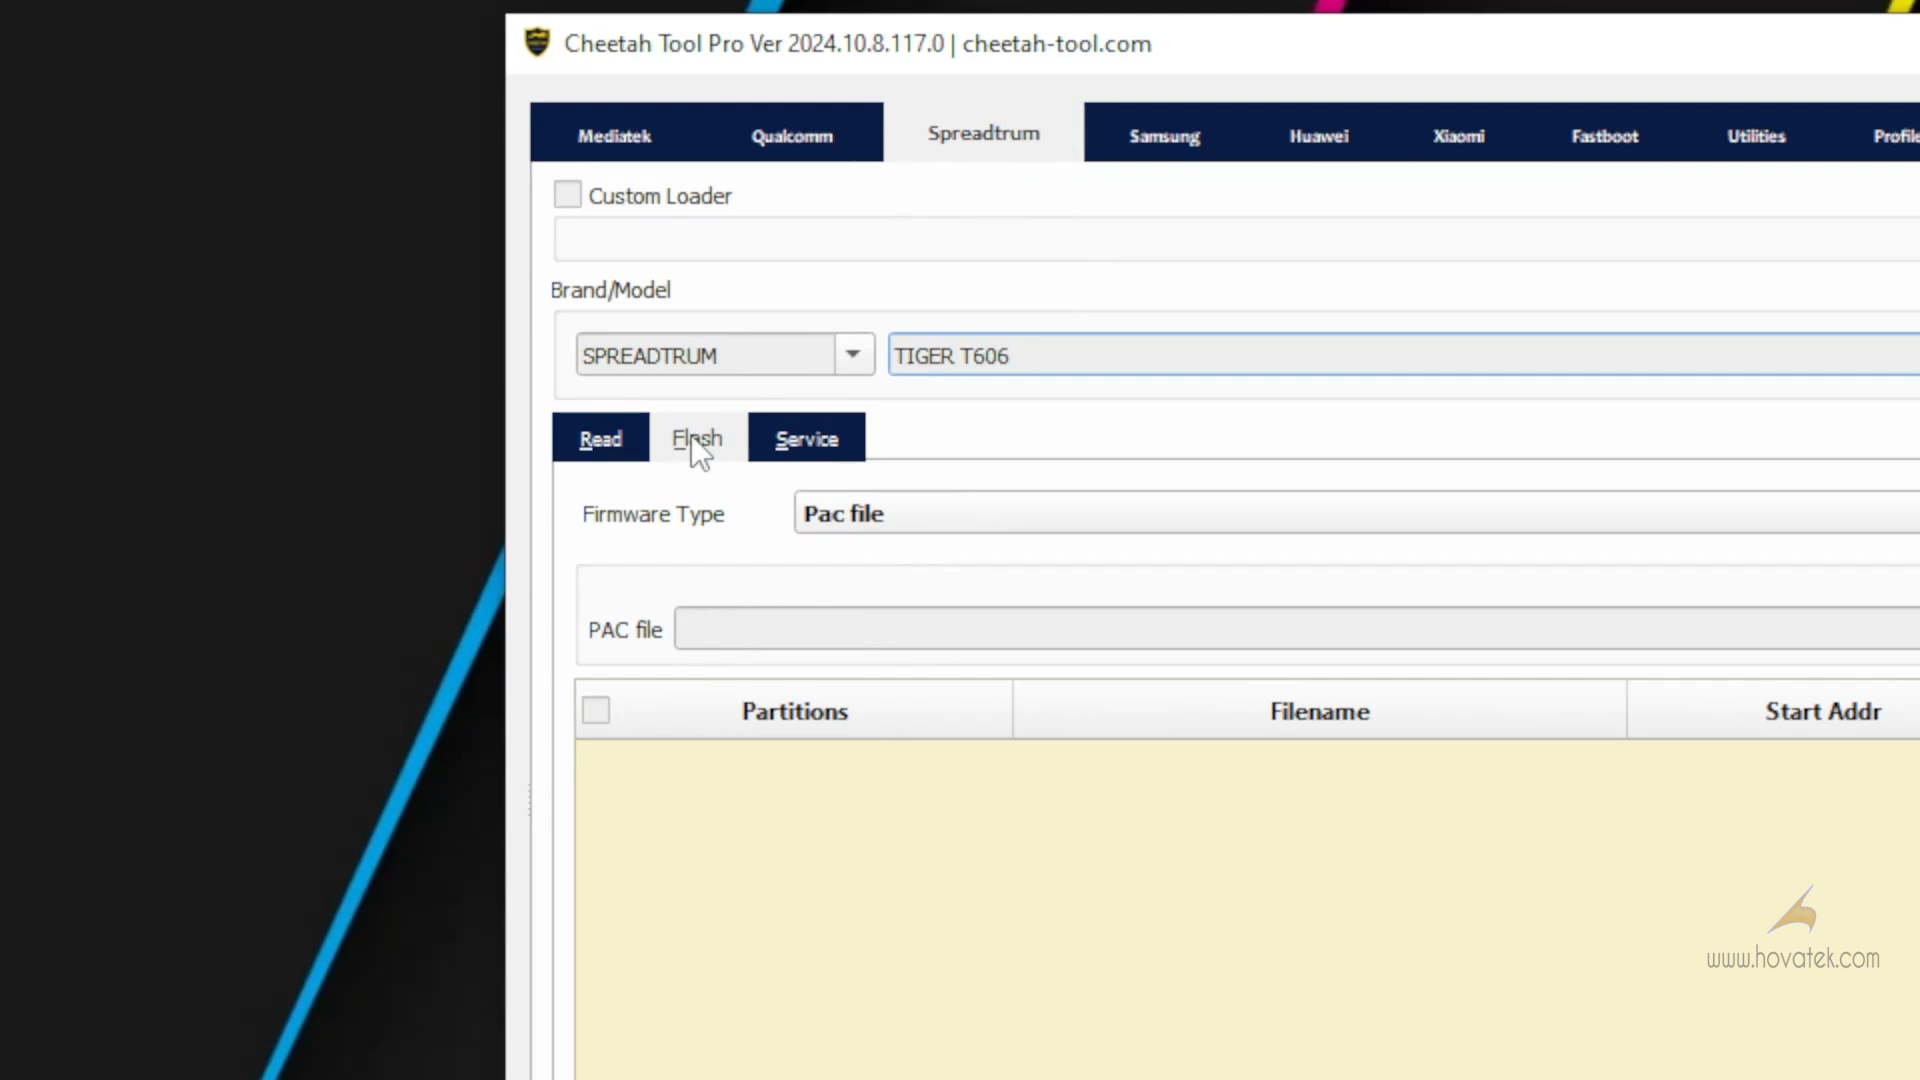 Cheetah Tool Pro Ver 2024.10.8.117.0 | cheetah-tool.com
Mediatek Qualcomm Spreadtrum Samsung Huawei Xiaomi Fastboot Utilities Profile
Custom Loader
Brand/Model
SPREADTRUM TIGER T606
Read Flash Service
Firmware Type Pac file
PAC file
Partitions Filename Start Addr
www.hovatek.com